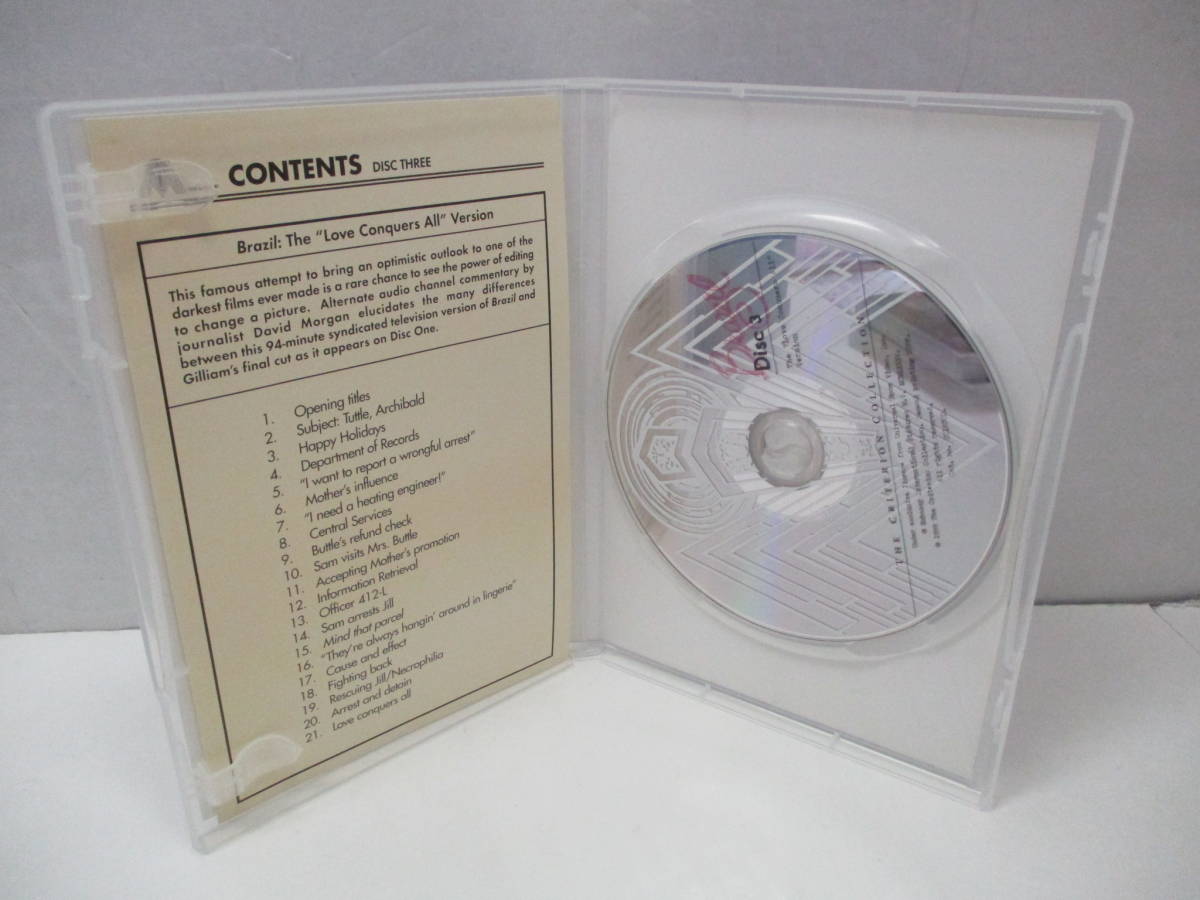 CONTENTS DISC THREE
Brazil: The “Love Conquers All” Version
This famous attempt to bring an optimistic outlook to one of the
darkest films ever made is a rare chance to see the power of editing
to change a picture. Alternate audio channel commentary by
journalist David Morgan elucidates the many differences
between this 94-minute syndicated television version of Brazil and
Gilliam’s final cut as it appears on Disc One.
1. Opening titles
2. Subject: Tuttle, Archibald
3. Happy Holidays
4. Department of Records
5. “I want to report a wrongful arrest”
6. Mother’s influence
7. “I need a heating engineer!”
8. Central Services
9. Buttle’s refund check
10. Sam visits Mrs. Buttle
11. Accepting Mother’s promotion
12. Information Retrieval
13. Officer 412-L
14. Sam arrests Jill
15. Mind that parcel
16. “They’re always hangin’ around in lingerie”
17. Cause and effect
18. Fighting back
19. Rescuing Jill/Necrophilia
20. Arrest and detain
21. Love conquers all
Brazil
Disc 3
The "Love Conquers All"
Version
THE CRITERION COLLECTION